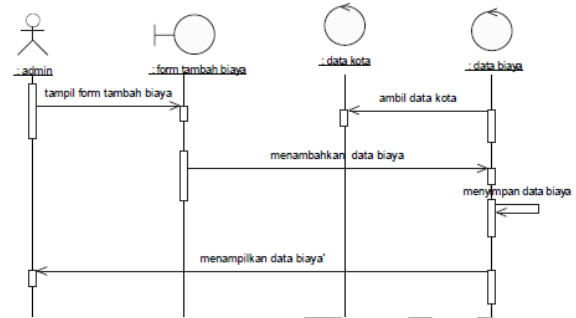 : admin
: form tambah biaya
: data kota
: data biaya
tampil form tambah biaya
ambil data kota
menambahkan data biaya
menyimpan data biaya
menampilkan data biaya'